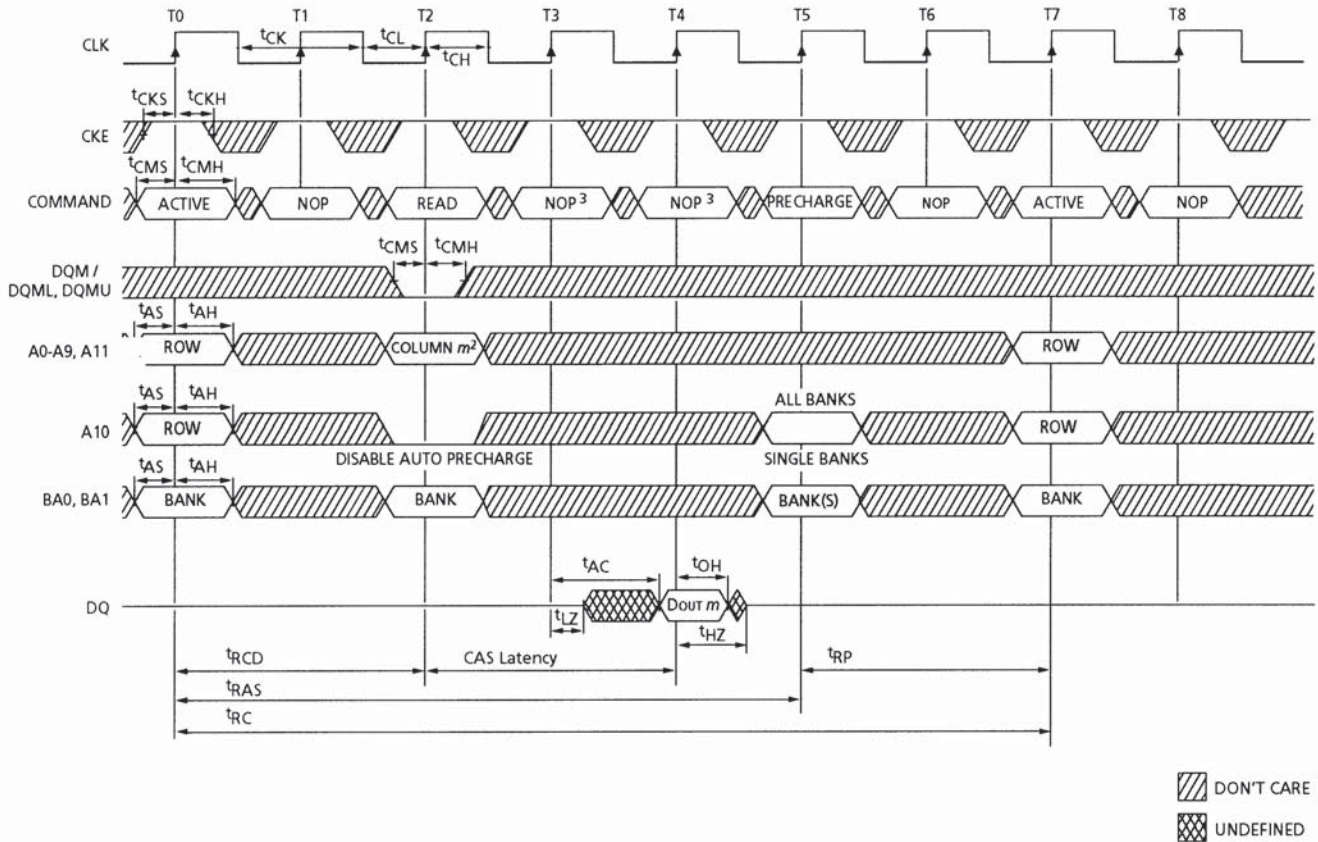 T0 T1 T2 T3 T4 T5 T6 T7 T8
CLK tCK tCL tCH
tCKS tCKH
CKE
tCMS tCMH
COMMAND ACTIVE NOP READ NOP3 NOP3 PRECHARGE NOP ACTIVE NOP
tCMS tCMH
DQM /
DQML, DQMU
tAS tAH
A0-A9, A11 ROW COLUMN m2 ROW
tAS tAH ALL BANKS
A10 ROW ROW
DISABLE AUTO PRECHARGE SINGLE BANKS
tAS tAH
BA0, BA1 BANK BANK BANK(S) BANK
tAC tOH
DQ DOUT m
tLZ tHZ
tRCD CAS Latency tRP
tRAS
tRC
DON'T CARE
UNDEFINED